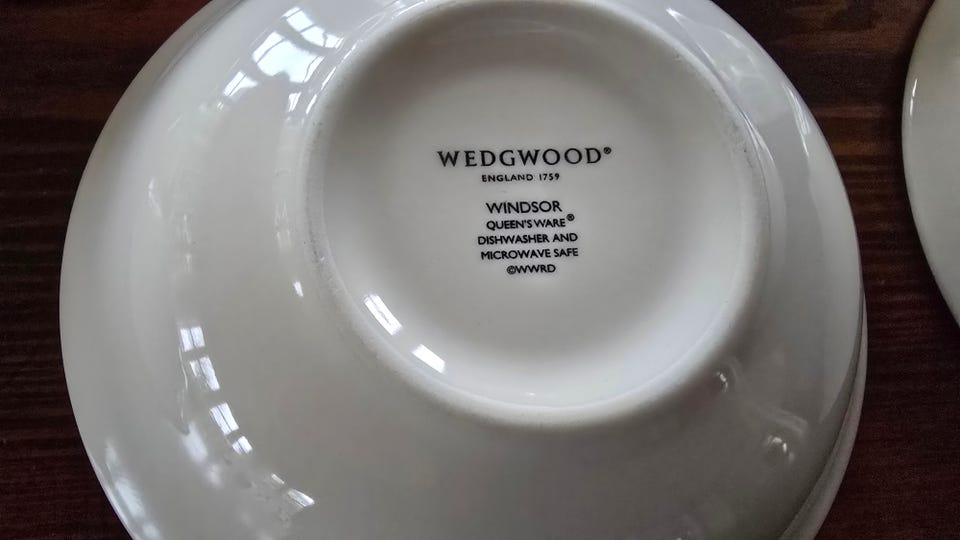 WEDGWOOD®
ENGLAND 1759
WINDSOR
QUEEN'S WARE®
DISHWASHER AND
MICROWAVE SAFE
©WWRD